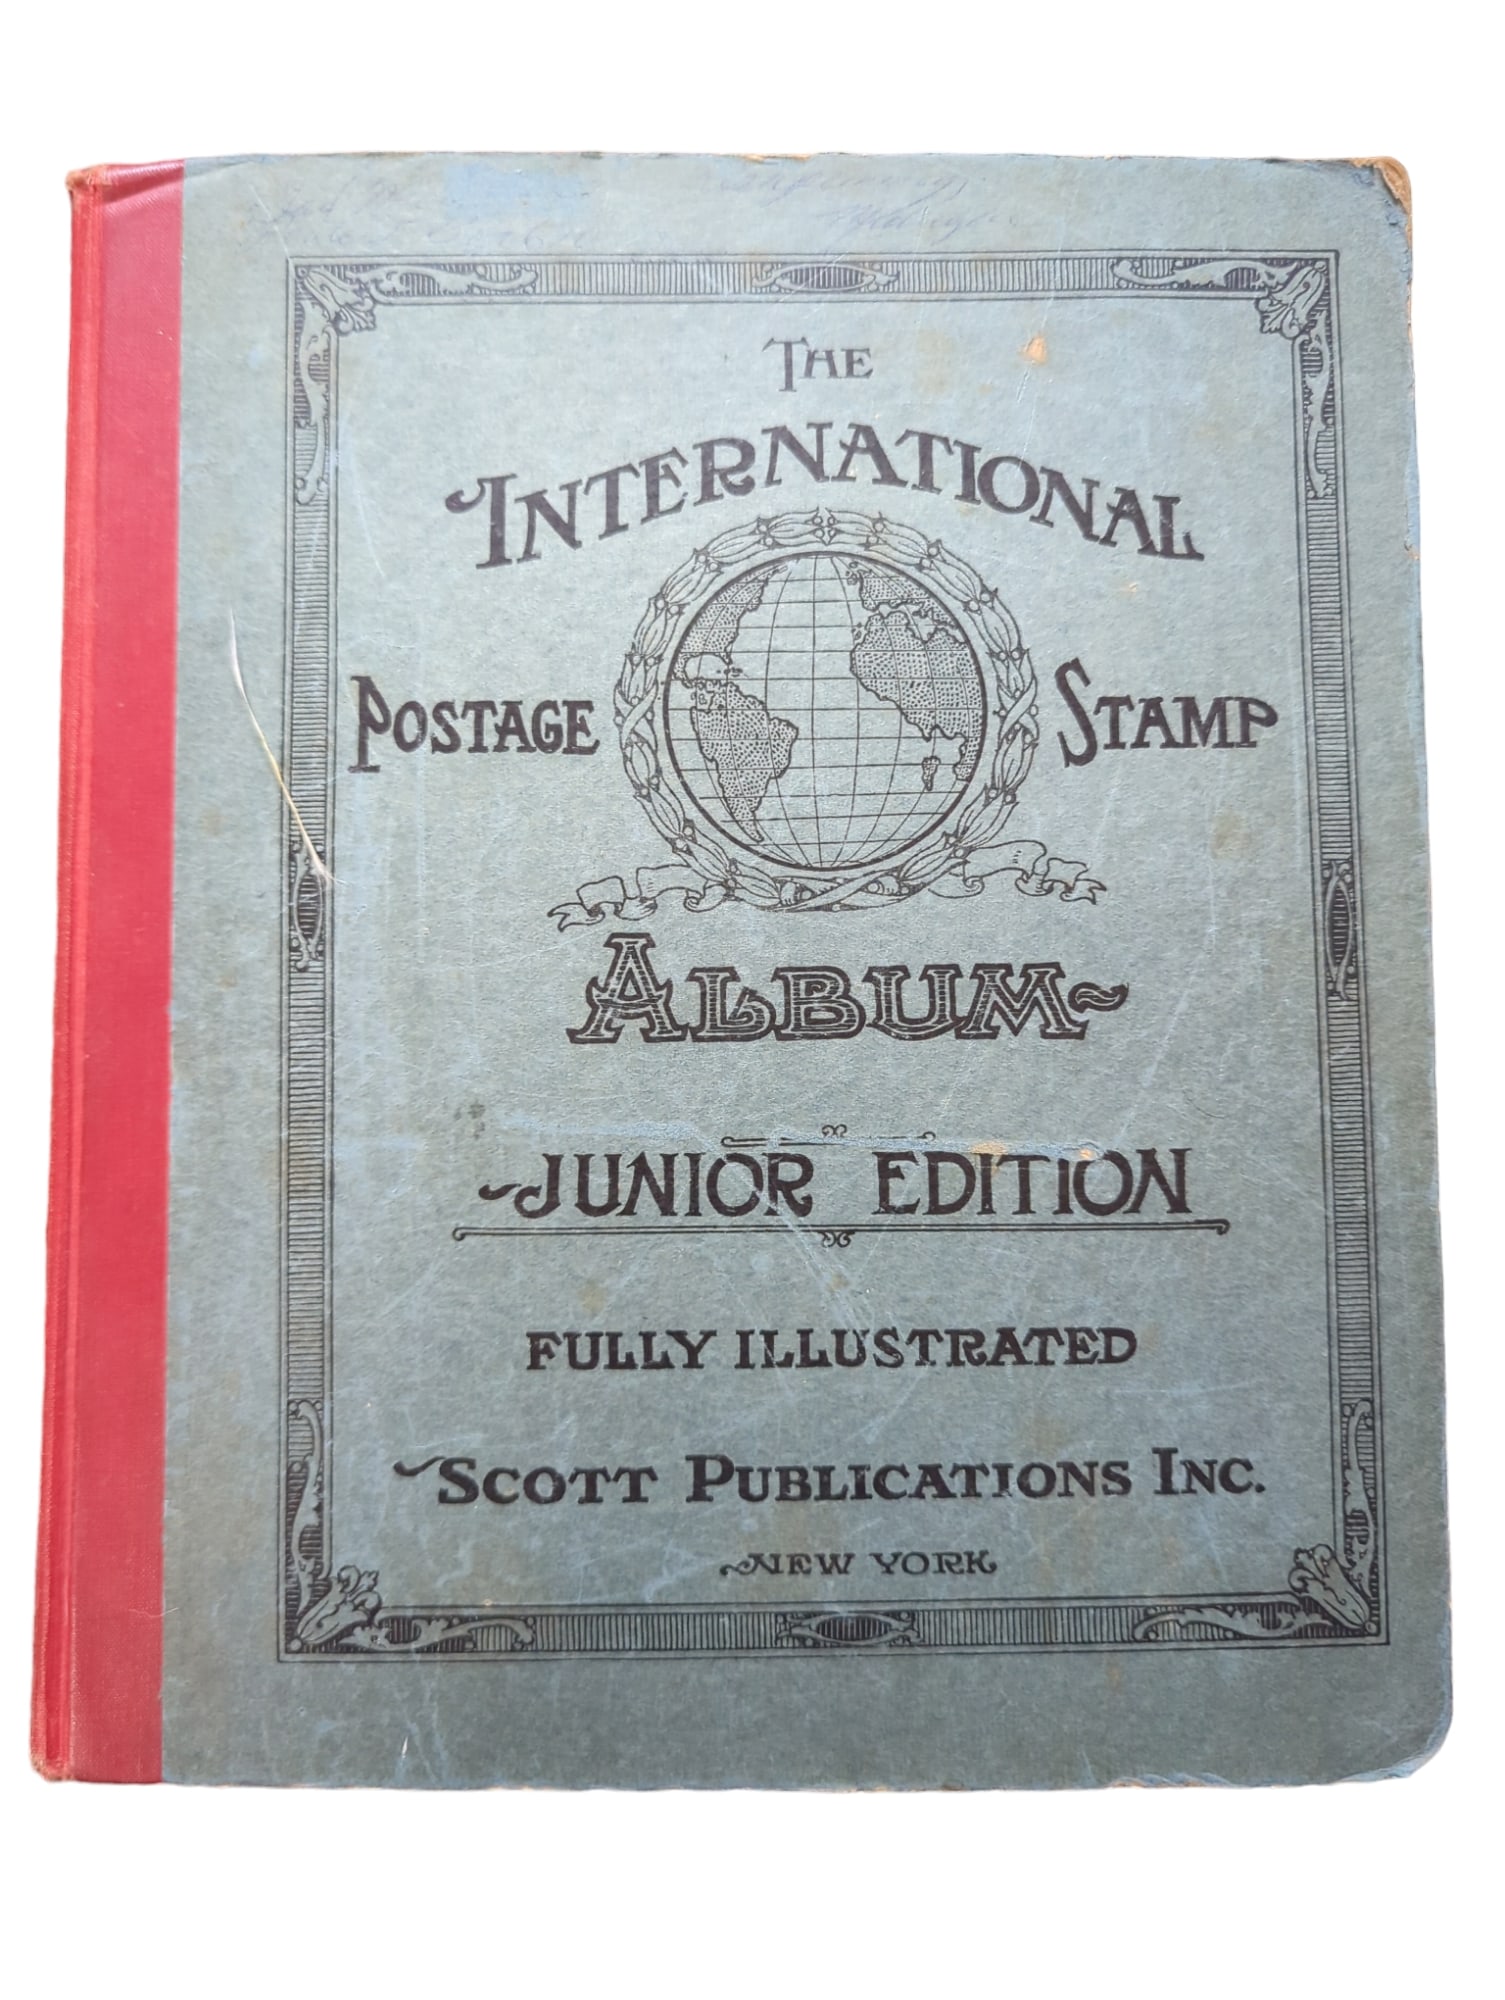 THE
INTERNATIONAL
POSTAGE STAMP
ALBUM
JUNIOR EDITION
FULLY ILLUSTRATED
SCOTT PUBLICATIONS INC.
NEW YORK